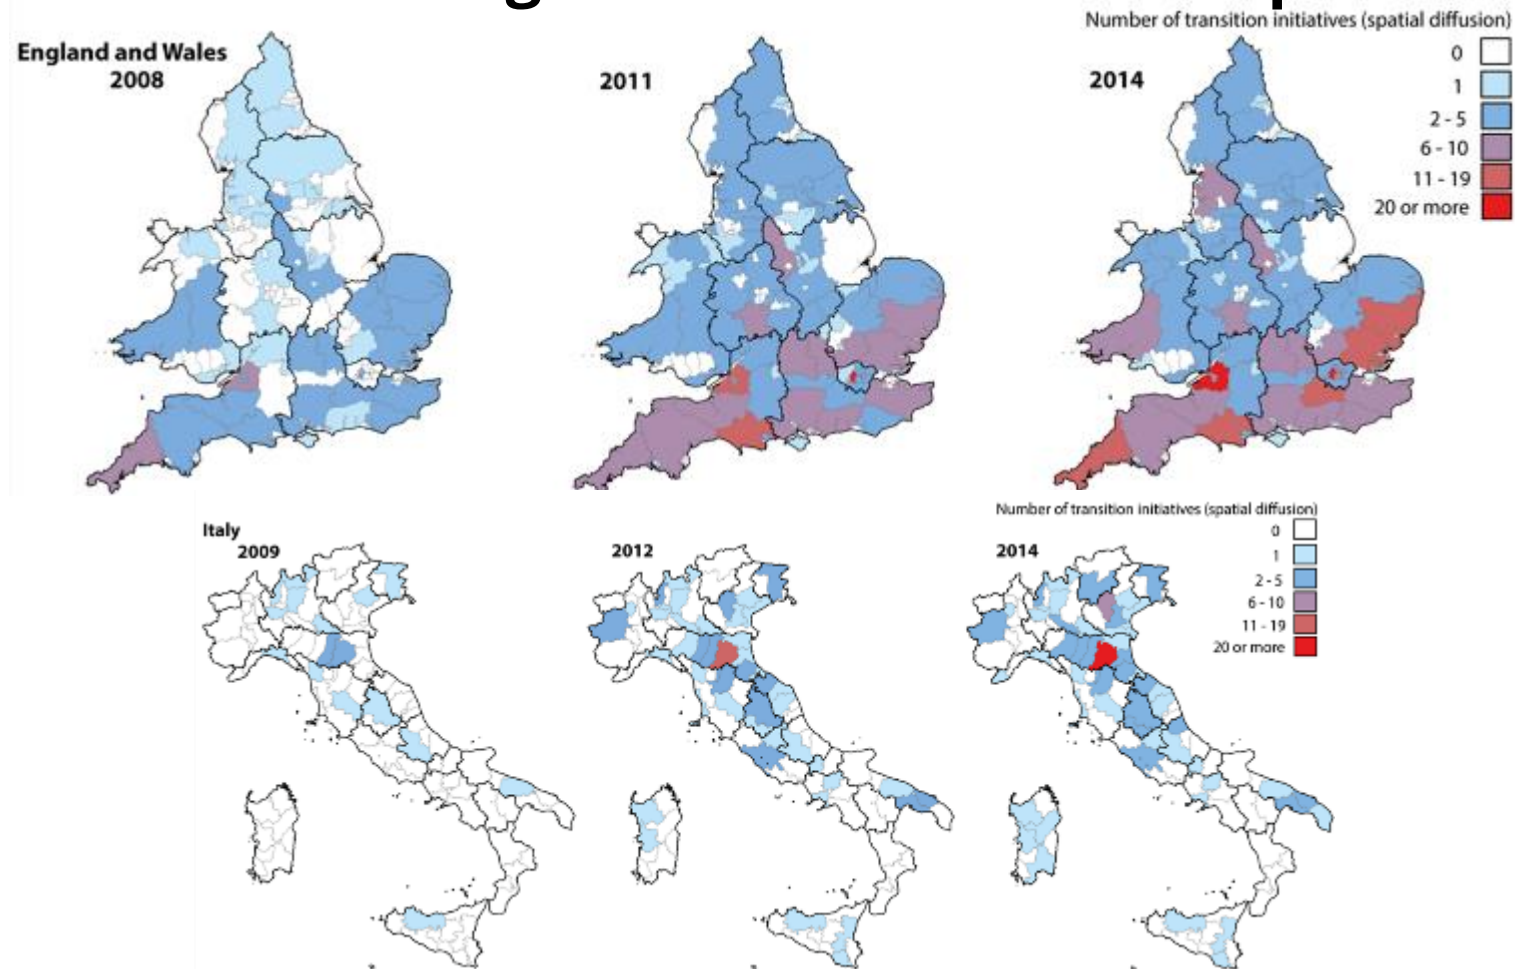 Number of transition initiatives (spatial diffusion)
England and Wales
2008
2011
2014
0
1
2 - 5
6 - 10
11 - 19
20 or more
Number of transition initiatives (spatial diffusion)
Italy
2009
2012
2014
0
1
2 - 5
6 - 10
11 - 19
20 or more